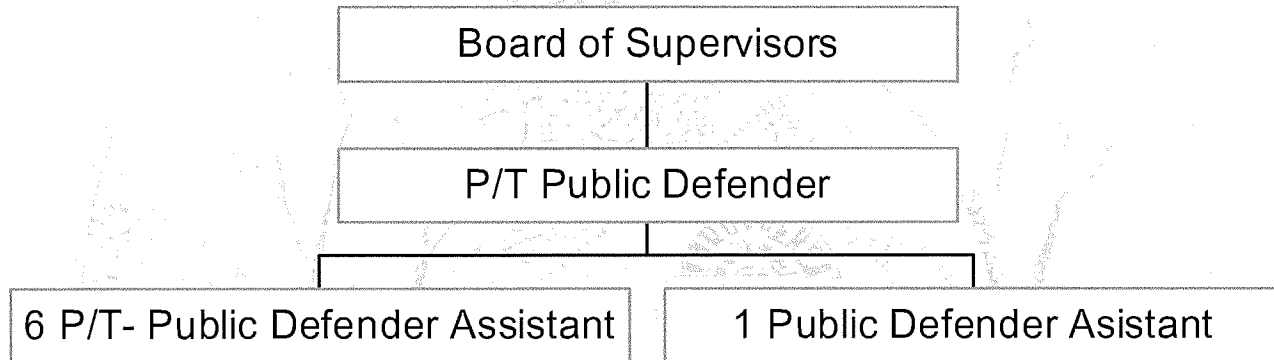 Board of Supervisors
P/T Public Defender
6 P/T- Public Defender Assistant
1 Public Defender Asistant